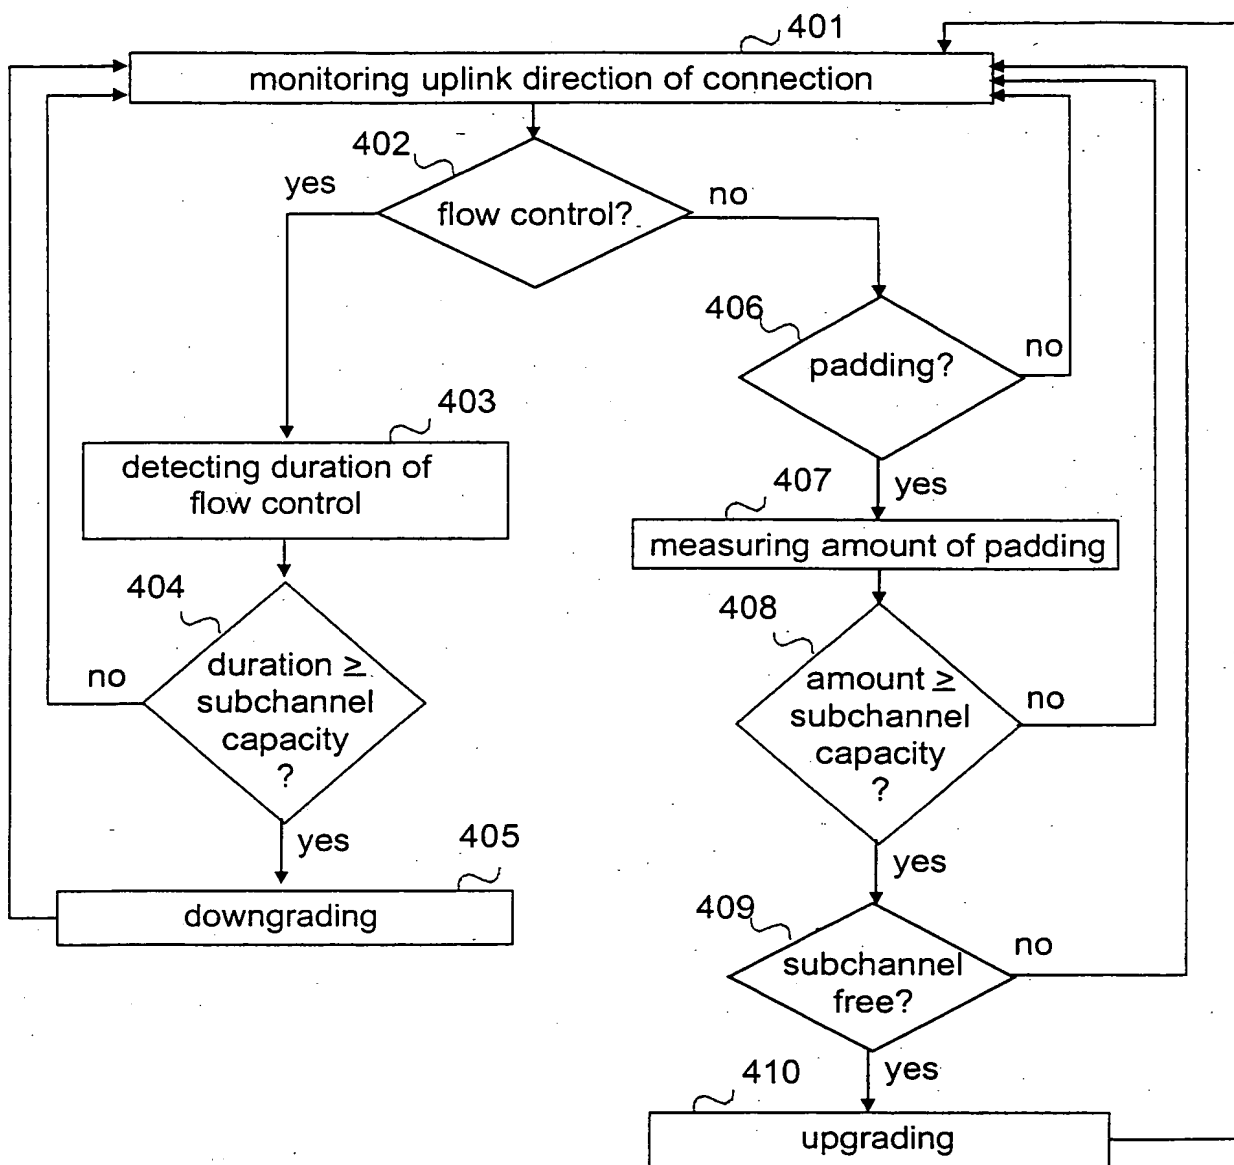 401
monitoring uplink direction of connection
402
yes
flow control?
no
406
padding?
no
403
detecting duration of
flow control
yes
407
measuring amount of padding
404
no
duration ≥
subchannel
capacity
?
408
amount ≥
subchannel
capacity
?
no
yes
405
downgrading
yes
409
subchannel
free?
no
yes
410
upgrading